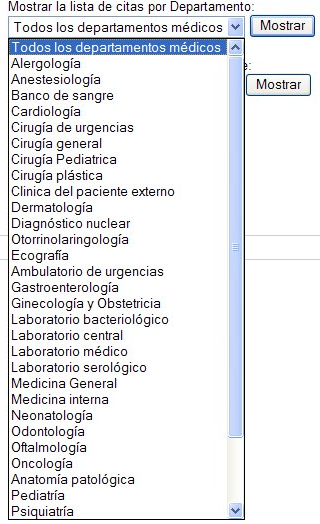 Mostrar la lista de citas por Departamento:
Todos los departamentos médicos Mostrar
Todos los departamentos médicos
Alergología
Anestesiología
Banco de sangre
Cardiología
Cirugía de urgencias
Cirugía general
Cirugía Pediatrica
Cirugía plástica
Clinica del paciente externo
Dermatología
Diagnóstico nuclear
Otorrinolaringología
Ecografía
Ambulatorio de urgencias
Gastroenterología
Ginecología y Obstetricia
Laboratorio bacteriológico
Laboratorio central
Laboratorio médico
Laboratorio serológico
Medicina General
Medicina interna
Neonatología
Odontología
Oftalmología
Oncología
Anatomía patológica
Pediatría
Psiquiatría
e:
Mostrar